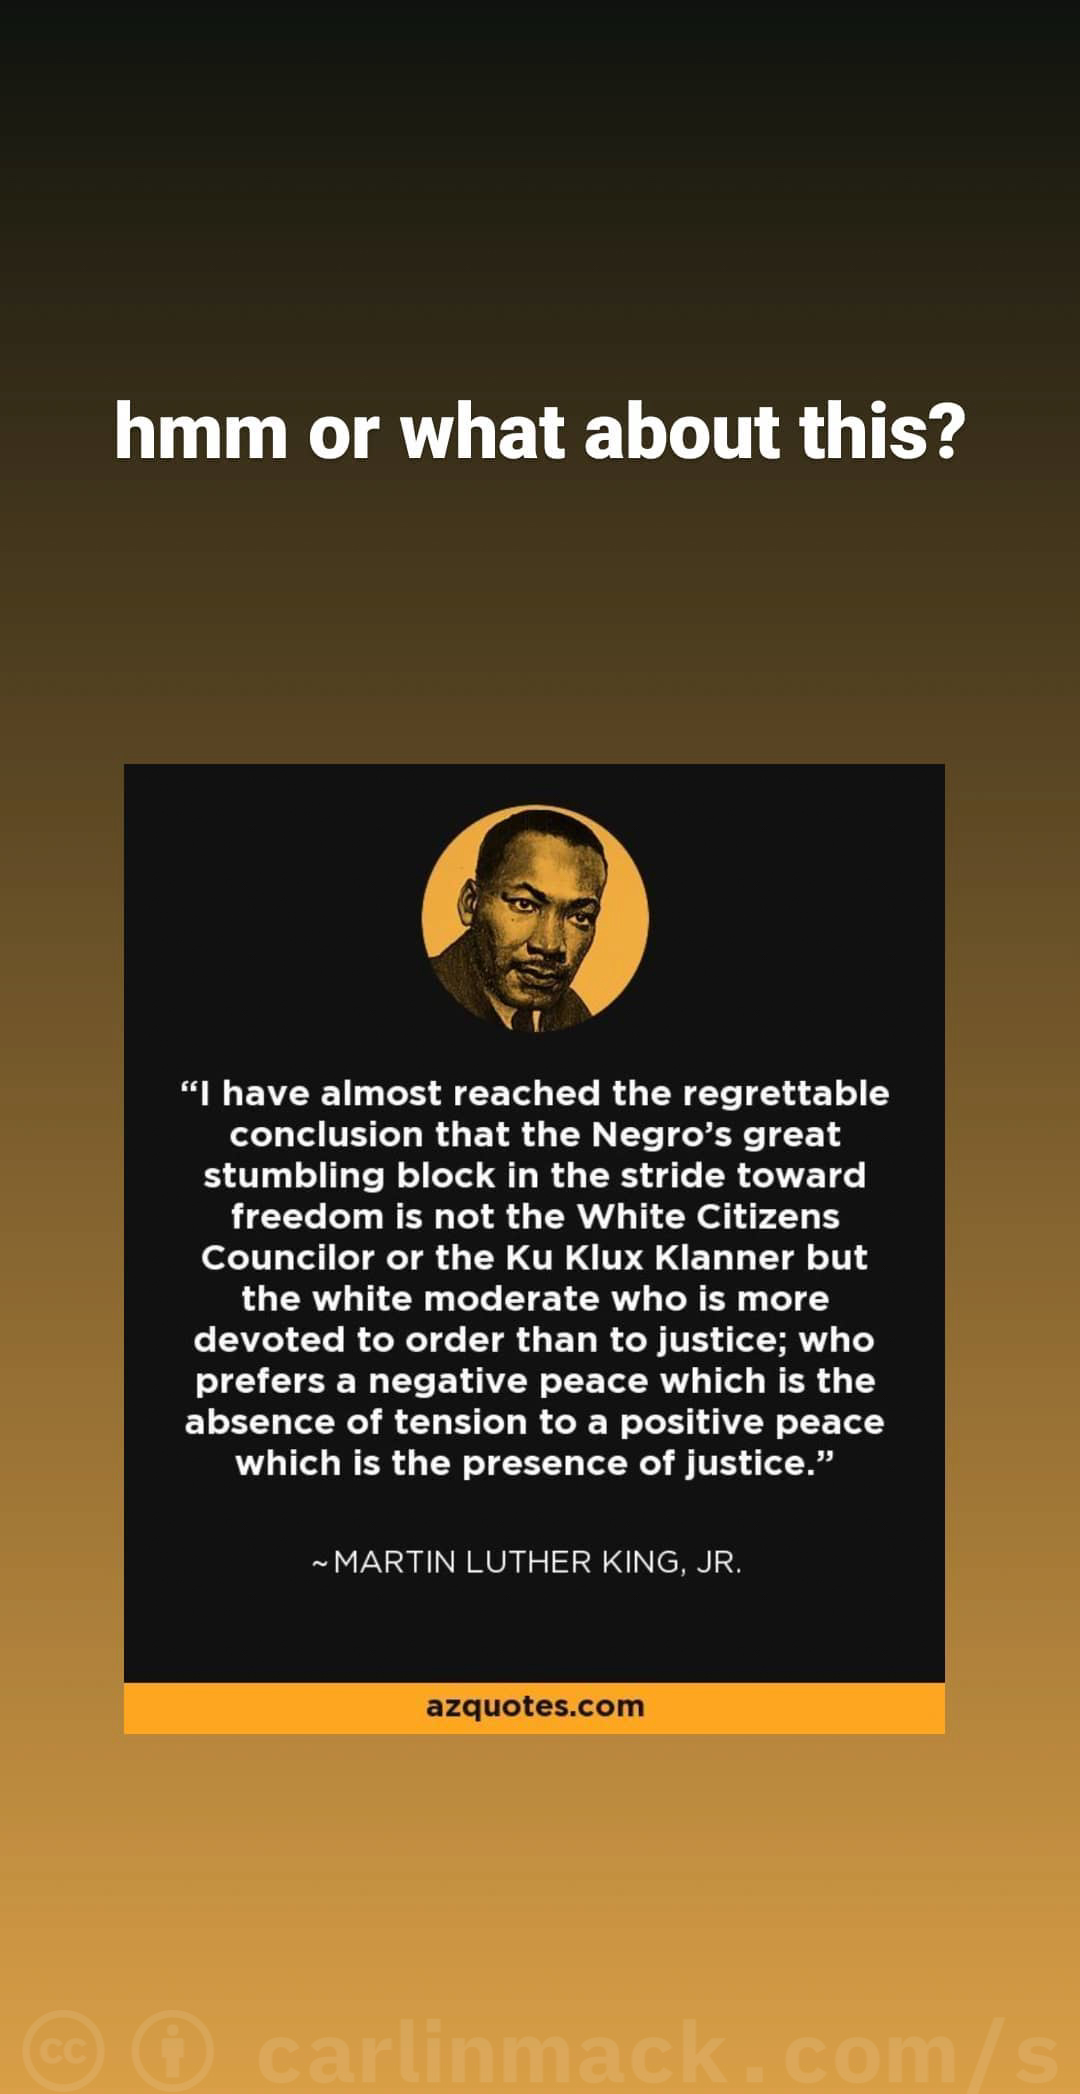 hmm or what about this?
“I have almost reached the regrettable
conclusion that the Negro’s great
stumbling block in the stride toward
freedom is not the White Citizens
Councilor or the Ku Klux Klanner but
the white moderate who is more
devoted to order than to justice; who
prefers a negative peace which is the
absence of tension to a positive peace
which is the presence of justice.”
~ MARTIN LUTHER KING, JR.
azquotes.com
cc carlinmack.com/s